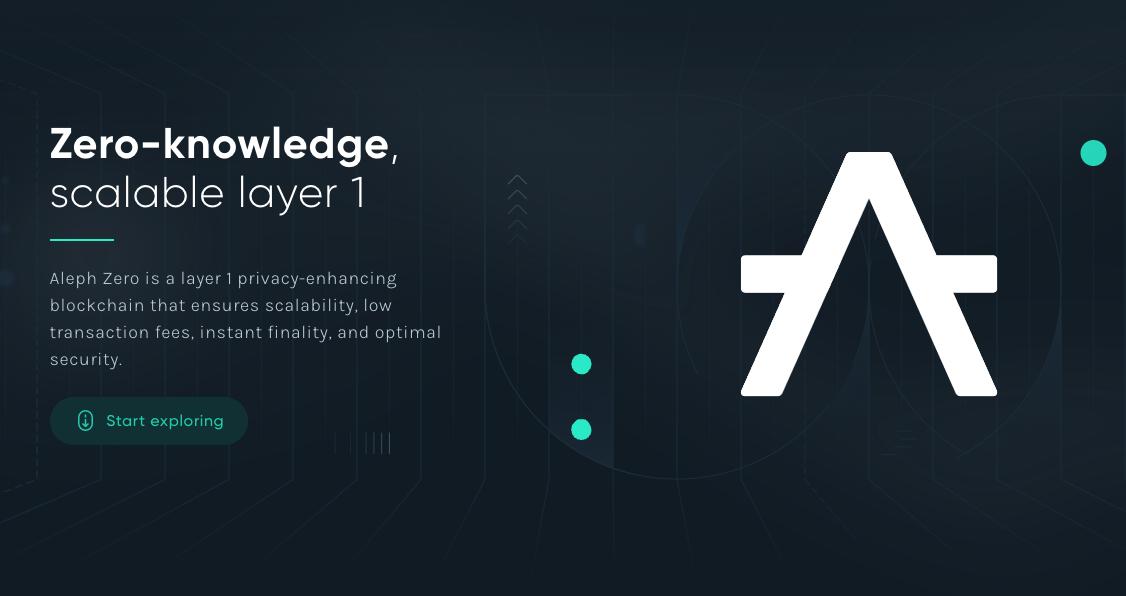 Zero-knowledge,
scalable layer 1
Aleph Zero is a layer 1 privacy-enhancing
blockchain that ensures scalability, low
transaction fees, instant finality, and optimal
security.
Start exploring